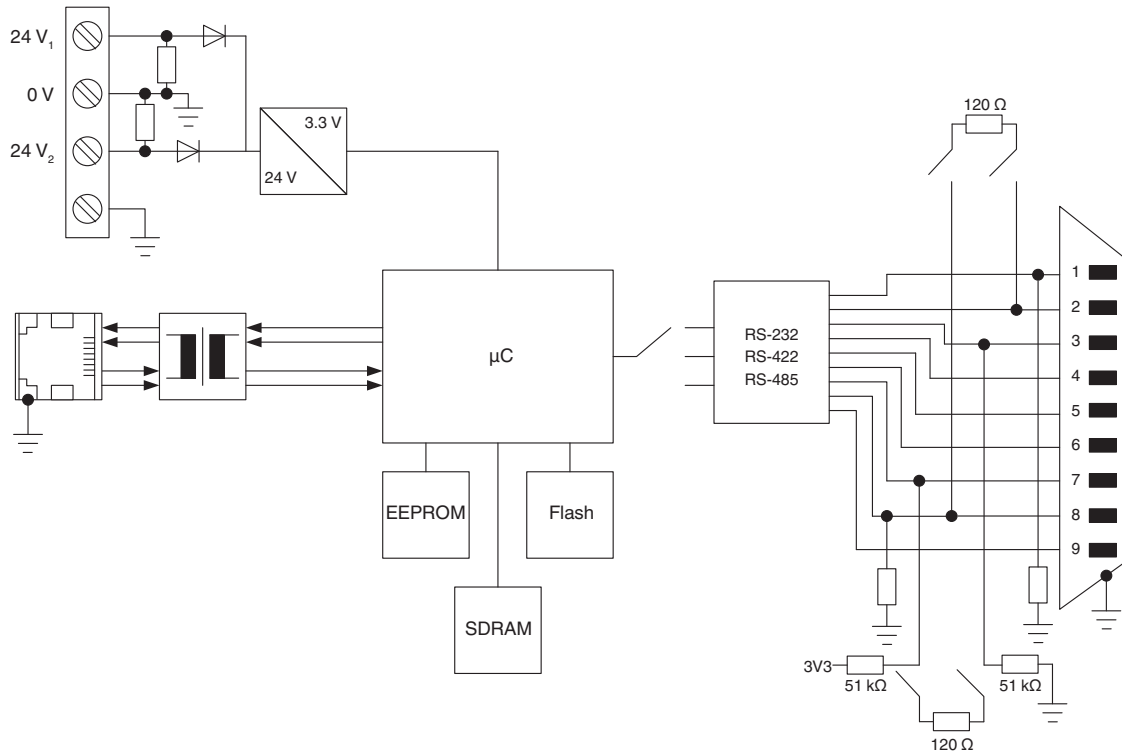 24 V1
0 V
24 V2
3.3 V
24 V
120 Ω
µC
RS-232
RS-422
RS-485
1
2
3
4
5
6
7
8
9
EEPROM
Flash
SDRAM
3V3
51 kΩ
51 kΩ
120 Ω